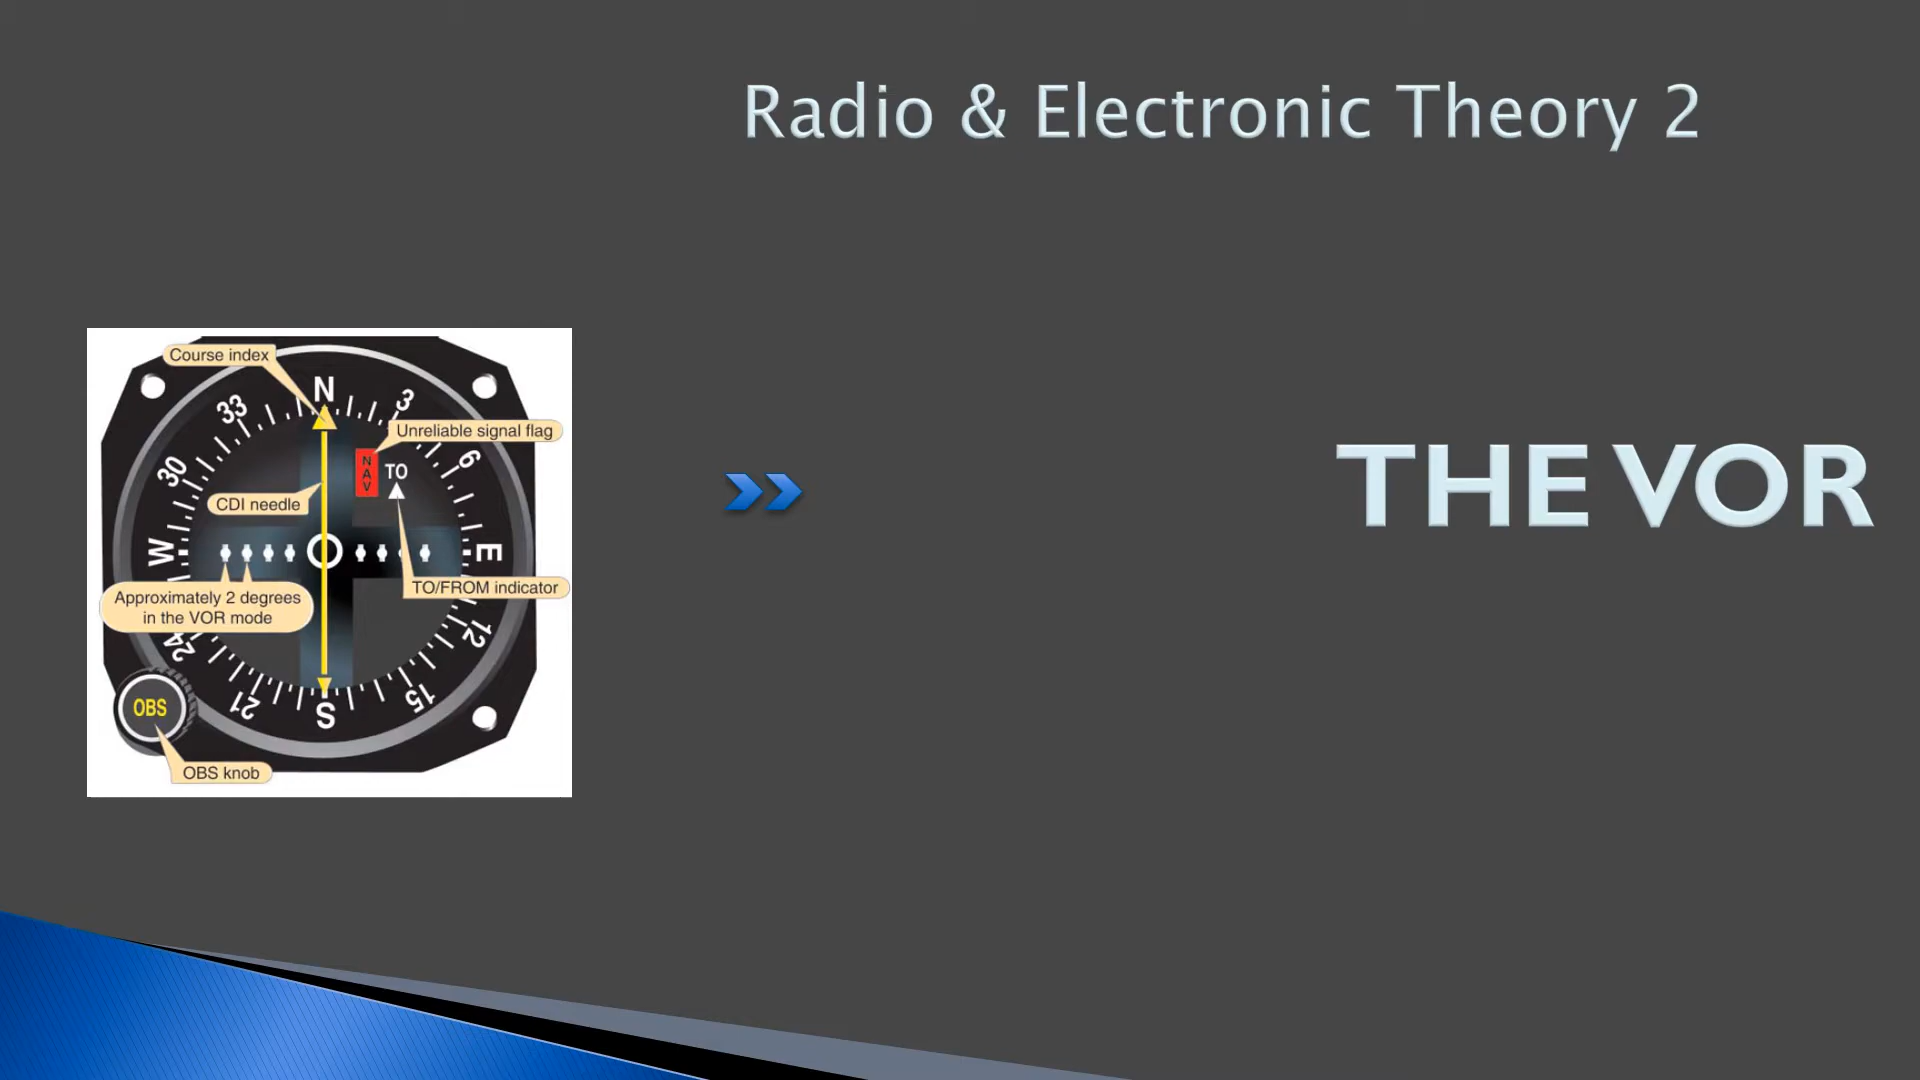 Radio & Electronic Theory 2
THE VOR
Course index
N
33
3
Unreliable signal flag
NAV
TO
30
6
CDI needle
W
E
Approximately 2 degrees
in the VOR mode
TO/FROM indicator
24
12
21
15
S
OBS
OBS knob